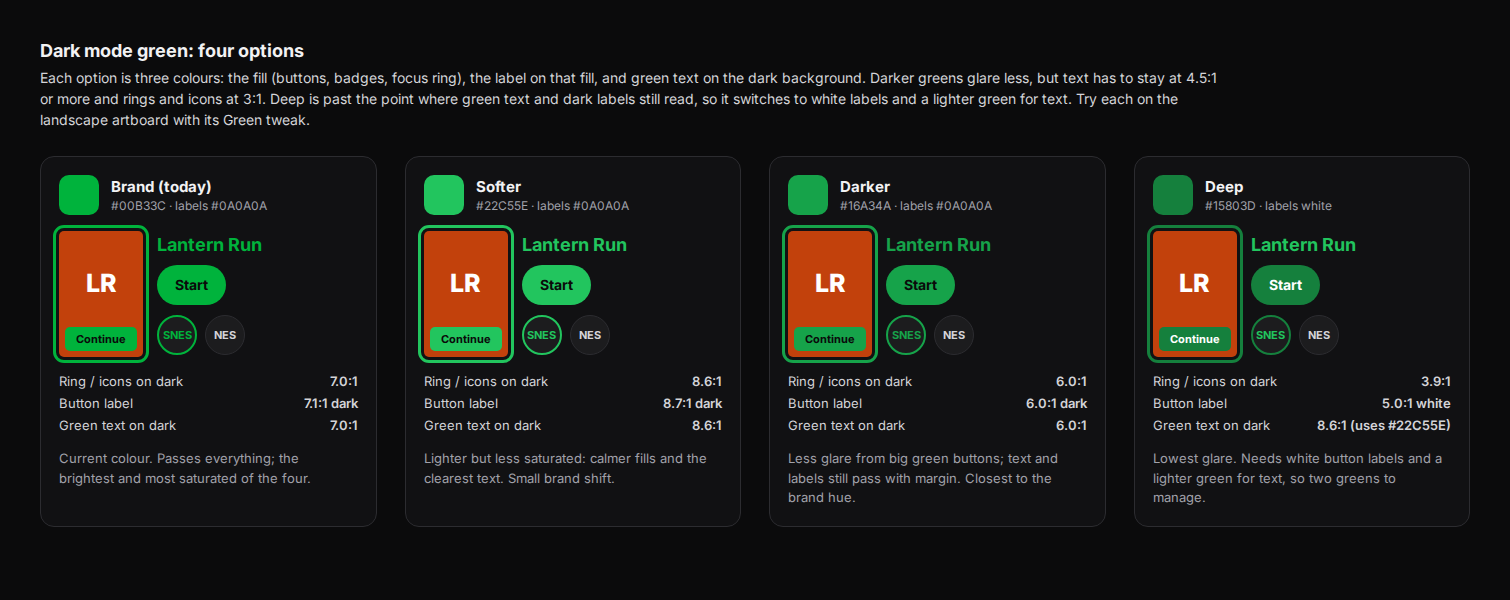 Dark mode green: four options
Each option is three colours: the fill (buttons, badges, focus ring), the label on that fill, and green text on the dark background. Darker greens glare less, but text has to stay at 4.5:1
or more and rings and icons at 3:1. Deep is past the point where green text and dark labels still read, so it switches to white labels and a lighter green for text. Try each on the
landscape artboard with its Green tweak.
Brand (today)
#00B33C · labels #0A0A0A
Lantern Run
LR
Start
Continue
SNES
NES
Ring / icons on dark 7.0:1
Button label 7.1:1 dark
Green text on dark 7.0:1
Current colour. Passes everything; the
brightest and most saturated of the four.
Softer
#22C55E · labels #0A0A0A
Lantern Run
LR
Start
Continue
SNES
NES
Ring / icons on dark 8.6:1
Button label 8.7:1 dark
Green text on dark 8.6:1
Lighter but less saturated: calmer fills and the
clearest text. Small brand shift.
Darker
#16A34A · labels #0A0A0A
Lantern Run
LR
Start
Continue
SNES
NES
Ring / icons on dark 6.0:1
Button label 6.0:1 dark
Green text on dark 6.0:1
Less glare from big green buttons; text and
labels still pass with margin. Closest to the
brand hue.
Deep
#15803D · labels white
Lantern Run
LR
Start
Continue
SNES
NES
Ring / icons on dark 3.9:1
Button label 5.0:1 white
Green text on dark 8.6:1 (uses #22C55E)
Lowest glare. Needs white button labels and a
lighter green for text, so two greens to
manage.